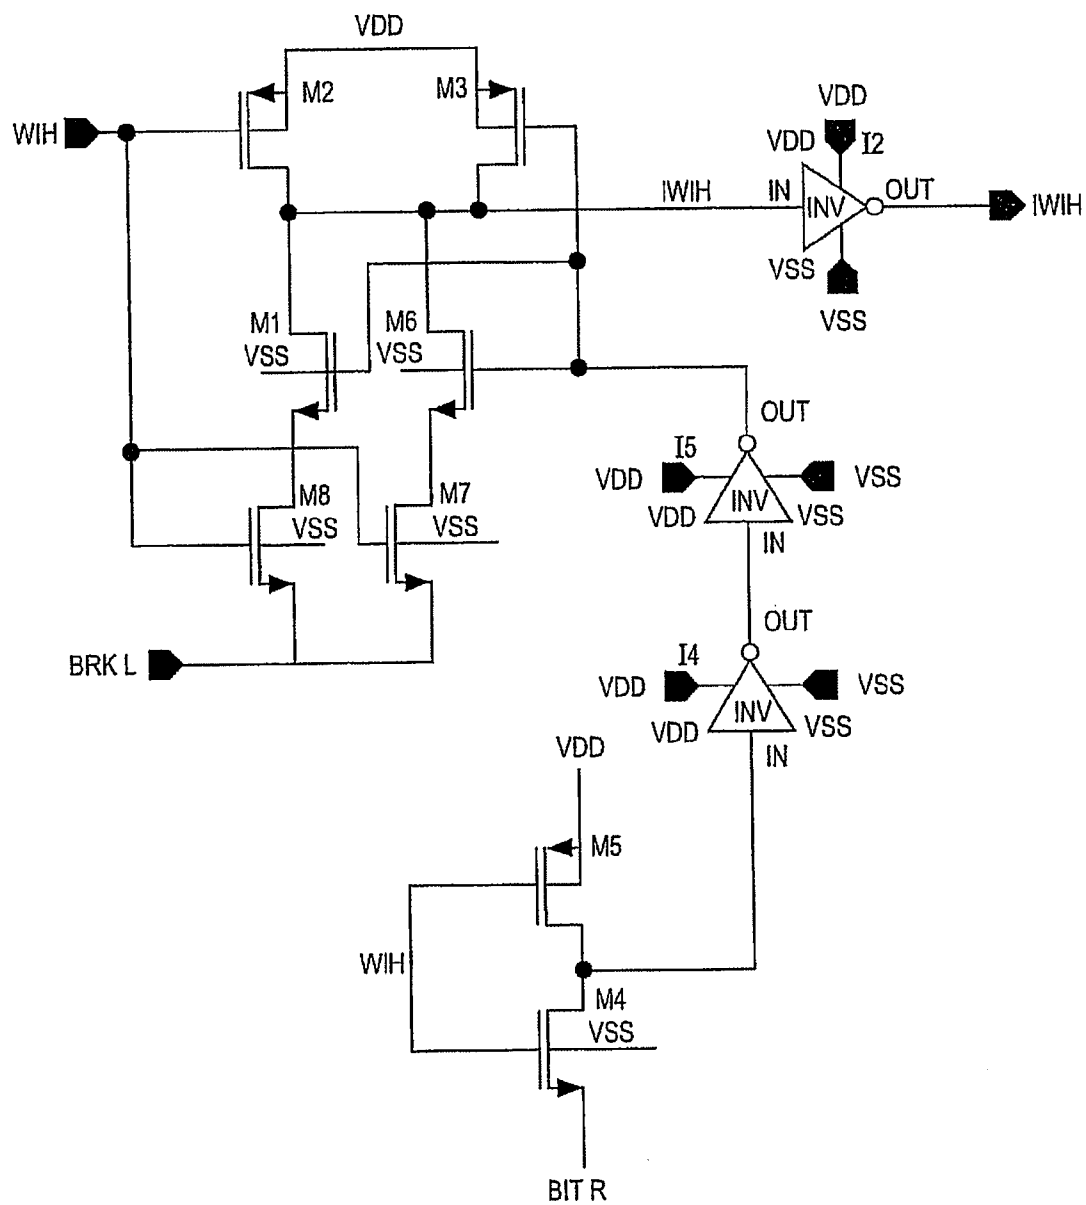 VDD
M2
M3
WIH
VDD
VDD
I2
IWIH
IN
INV
OUT
IWIH
VSS
VSS
M1
VSS
M6
VSS
OUT
I5
VDD
VSS
INV
VDD
VSS
IN
M8
VSS
M7
VSS
BRK L
OUT
I4
VDD
VSS
INV
VDD
VSS
IN
VDD
M5
WIH
M4
VSS
BIT R